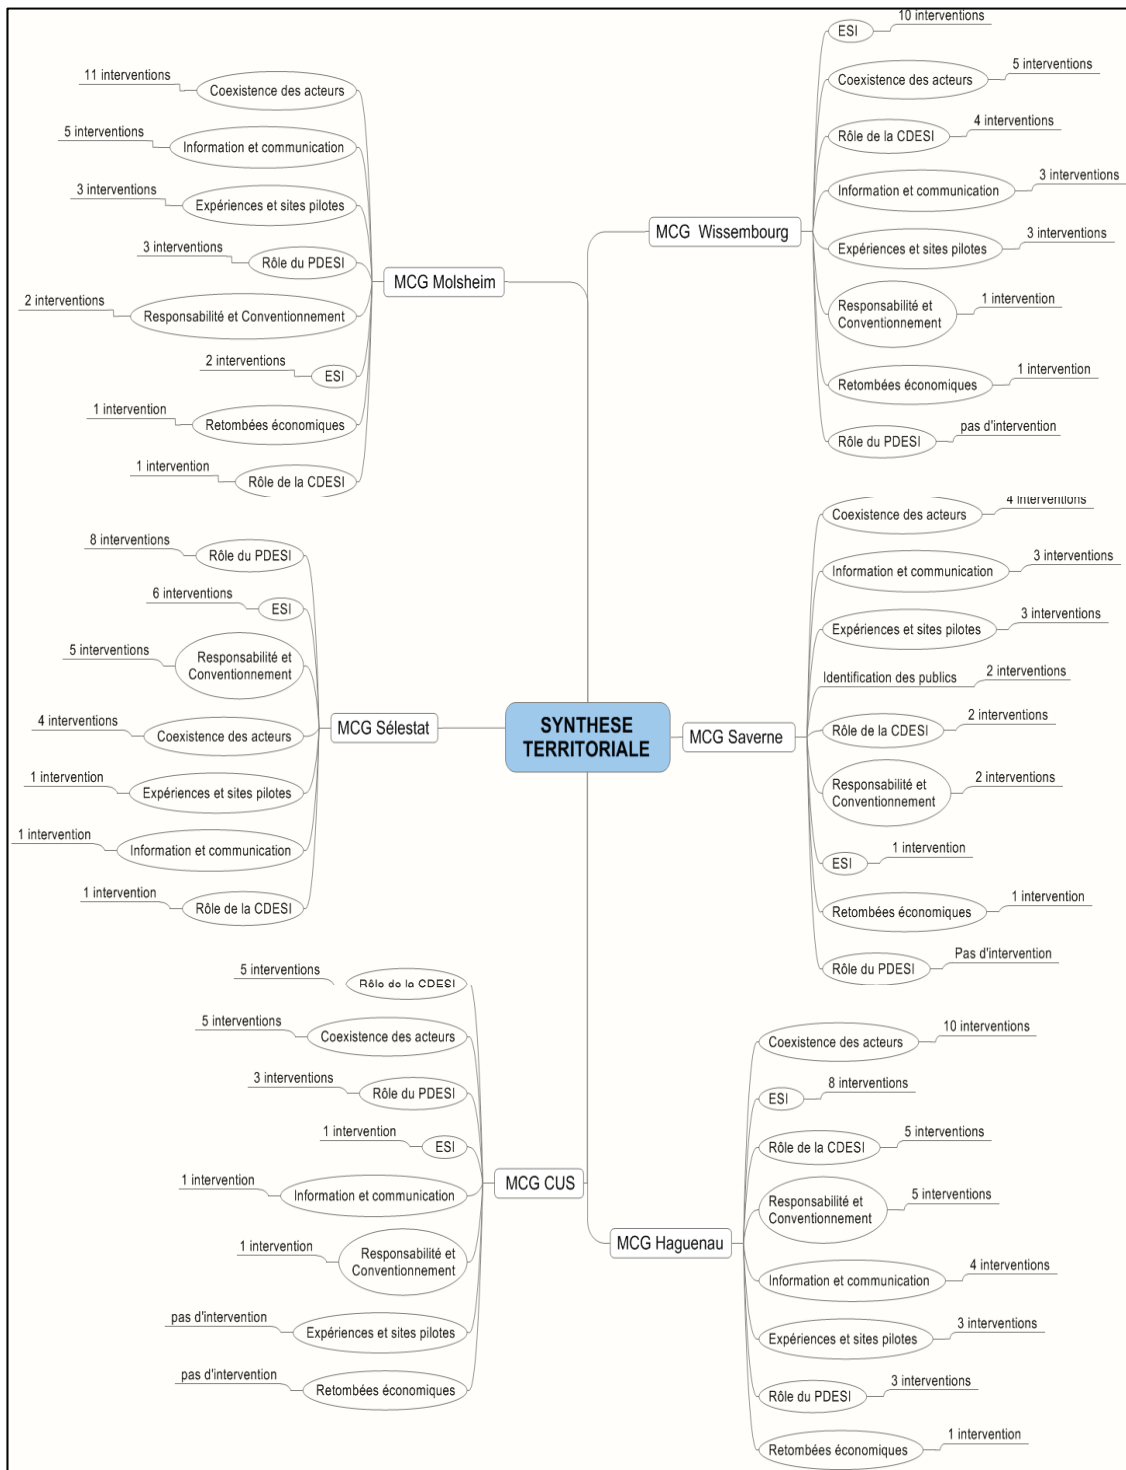 SYNTHESE
TERRITORIALE
MCG Molsheim
11 interventions
Coexistence des acteurs
5 interventions
Information et communication
3 interventions
Expériences et sites pilotes
3 interventions
Rôle du PDESI
2 interventions
Responsabilité et Conventionnement
2 interventions
ESI
1 intervention
Retombées économiques
1 intervention
Rôle de la CDESI
MCG Sélestat
8 interventions
Rôle du PDESI
6 interventions
ESI
5 interventions
Responsabilité et
Conventionnement
4 interventions
Coexistence des acteurs
1 intervention
Expériences et sites pilotes
1 intervention
Information et communication
1 intervention
Rôle de la CDESI
MCG CUS
5 interventions
Rôle de la CDESI
5 interventions
Coexistence des acteurs
3 interventions
Rôle du PDESI
1 intervention
ESI
1 intervention
Information et communication
1 intervention
Responsabilité et
Conventionnement
pas d'intervention
Expériences et sites pilotes
pas d'intervention
Retombées économiques
MCG Wissembourg
ESI
10 interventions
Coexistence des acteurs
5 interventions
Rôle de la CDESI
4 interventions
Information et communication
3 interventions
Expériences et sites pilotes
3 interventions
Responsabilité et
Conventionnement
1 intervention
Retombées économiques
1 intervention
Rôle du PDESI
pas d'intervention
MCG Saverne
Coexistence des acteurs
4 interventions
Information et communication
3 interventions
Expériences et sites pilotes
3 interventions
Identification des publics
2 interventions
Rôle de la CDESI
2 interventions
Responsabilité et
Conventionnement
2 interventions
ESI
1 intervention
Retombées économiques
1 intervention
Rôle du PDESI
Pas d'intervention
MCG Haguenau
Coexistence des acteurs
10 interventions
ESI
8 interventions
Rôle de la CDESI
5 interventions
Responsabilité et
Conventionnement
5 interventions
Information et communication
4 interventions
Expériences et sites pilotes
3 interventions
Rôle du PDESI
3 interventions
Retombées économiques
1 intervention